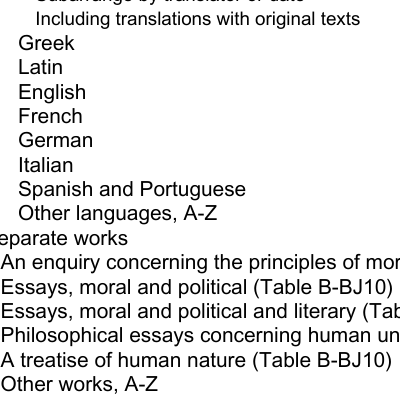 Including translations with original texts
Greek
Latin
English
French
German
Italian
Spanish and Portuguese
Other languages, A-Z
eparate works
An enquiry concerning the principles of mor
Essays, moral and political (Table B-BJ10)
Essays, moral and political and literary (Tab
Philosophical essays concerning human un
A treatise of human nature (Table B-BJ10)
Other works, A-Z